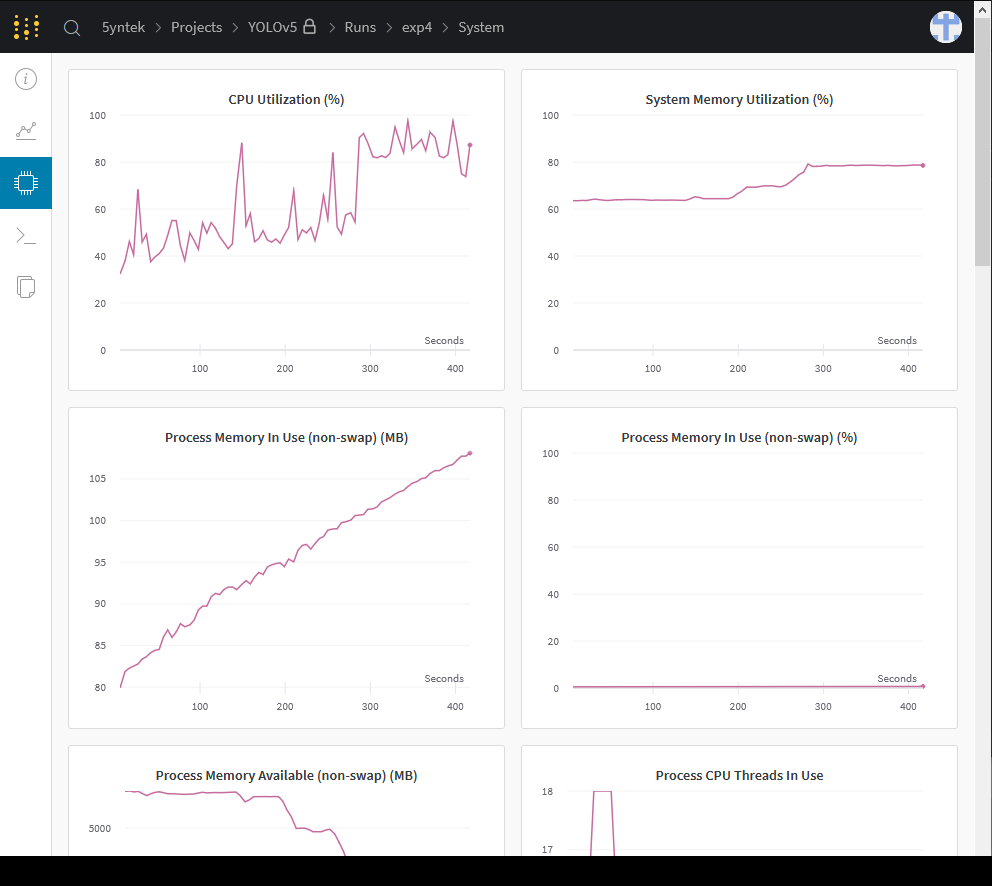 5yntek > Projects > YOLOv5 > Runs > exp4 > System
CPU Utilization (%)
100
80
60
40
20
0
Seconds
100 200 300 400
System Memory Utilization (%)
100
80
60
40
20
0
Seconds
100 200 300 400
Process Memory In Use (non-swap) (MB)
105
100
95
90
85
80
Seconds
100 200 300 400
Process Memory In Use (non-swap) (%)
100
80
60
40
20
0
Seconds
100 200 300 400
Process Memory Available (non-swap) (MB)
5000
Process CPU Threads In Use
18
17